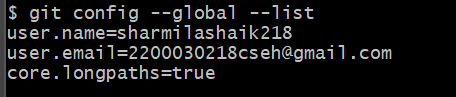 $ git config --global --list
user.name=sharmilashaik218
user.email=2200030218cseh@gmail.com
core.longpaths=true